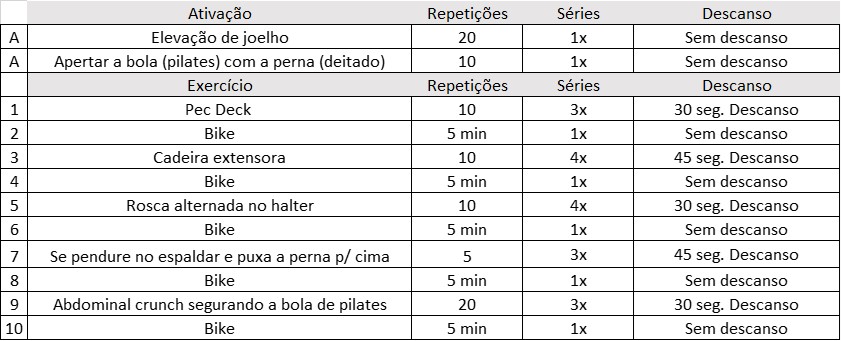 Ativação Repetições Séries Descanso
A Elevação de joelho 20 1x Sem descanso
A Apertar a bola (pilates) com a perna (deitado) 10 1x Sem descanso
Exercício Repetições Séries Descanso
1 Pec Deck 10 3x 30 seg. Descanso
2 Bike 5 min 1x Sem descanso
3 Cadeira extensora 10 4x 45 seg. Descanso
4 Bike 5 min 1x Sem descanso
5 Rosca alternada no halter 10 4x 30 seg. Descanso
6 Bike 5 min 1x Sem descanso
7 Se pendure no espaldar e puxa a perna p/ cima 5 3x 45 seg. Descanso
8 Bike 5 min 1x Sem descanso
9 Abdominal crunch segurando a bola de pilates 20 3x 30 seg. Descanso
10 Bike 5 min 1x Sem descanso